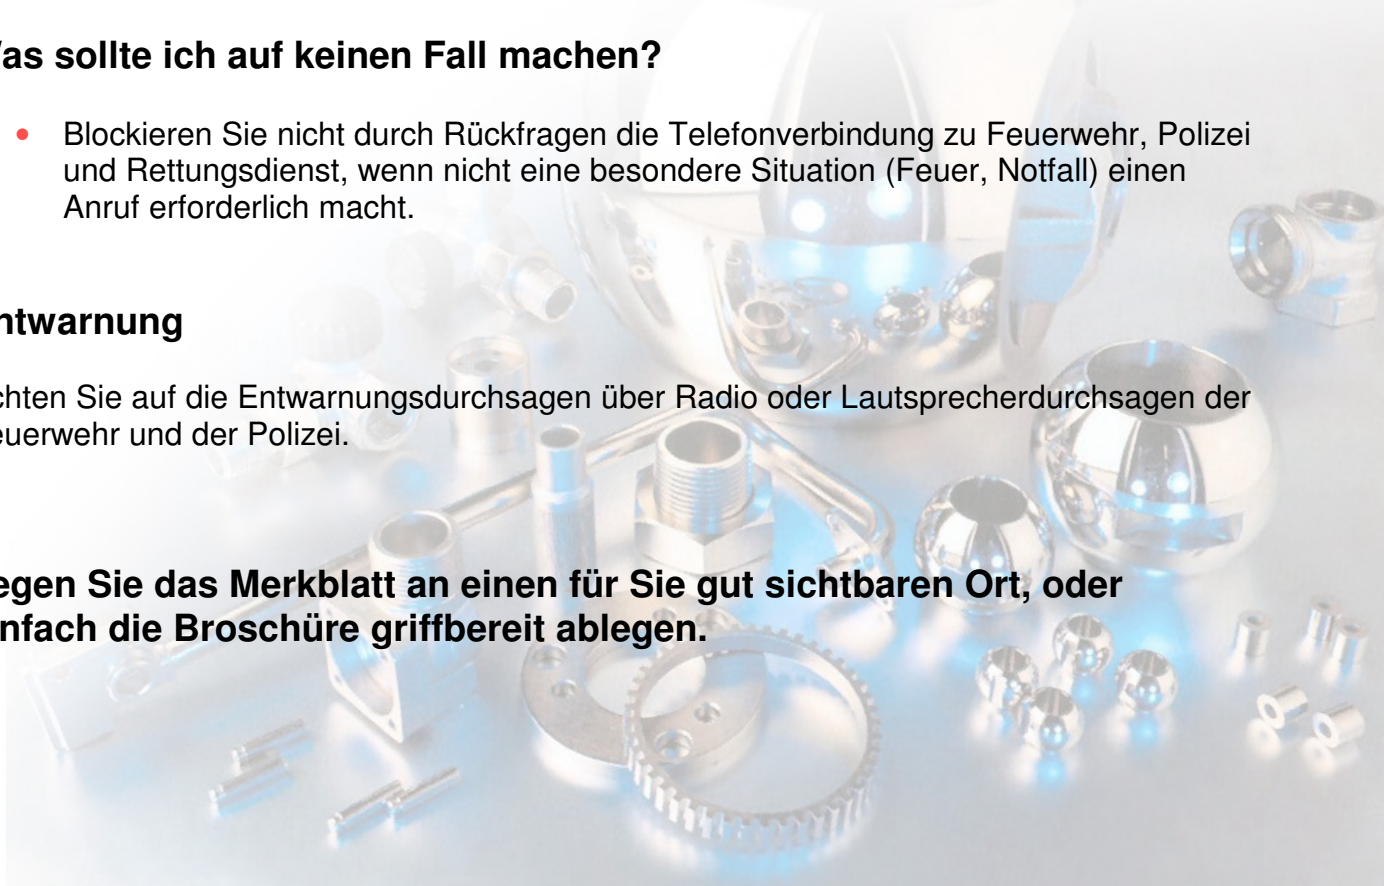 as sollte ich auf keinen Fall machen?
• Blockieren Sie nicht durch Rückfragen die Telefonverbindung zu Feuerwehr, Polizei
und Rettungsdienst, wenn nicht eine besondere Situation (Feuer, Notfall) einen
Anruf erforderlich macht.
ntwarnung
chten Sie auf die Entwarnungsdurchsagen über Radio oder Lautsprecherdurchsagen der
euerwehr und der Polizei.
egen Sie das Merkblatt an einen für Sie gut sichtbaren Ort, oder
nfach die Broschüre griffbereit ablegen.